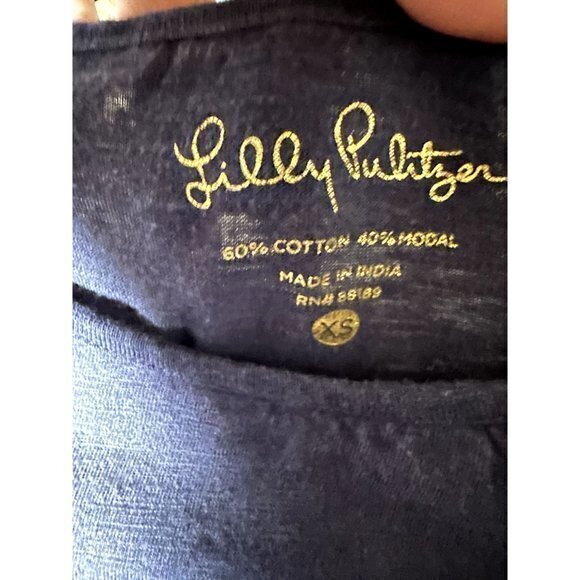 Lilly Pulitzer
60% COTTON 40% MODAL
MADE IN INDIA
RN# 88189
XS